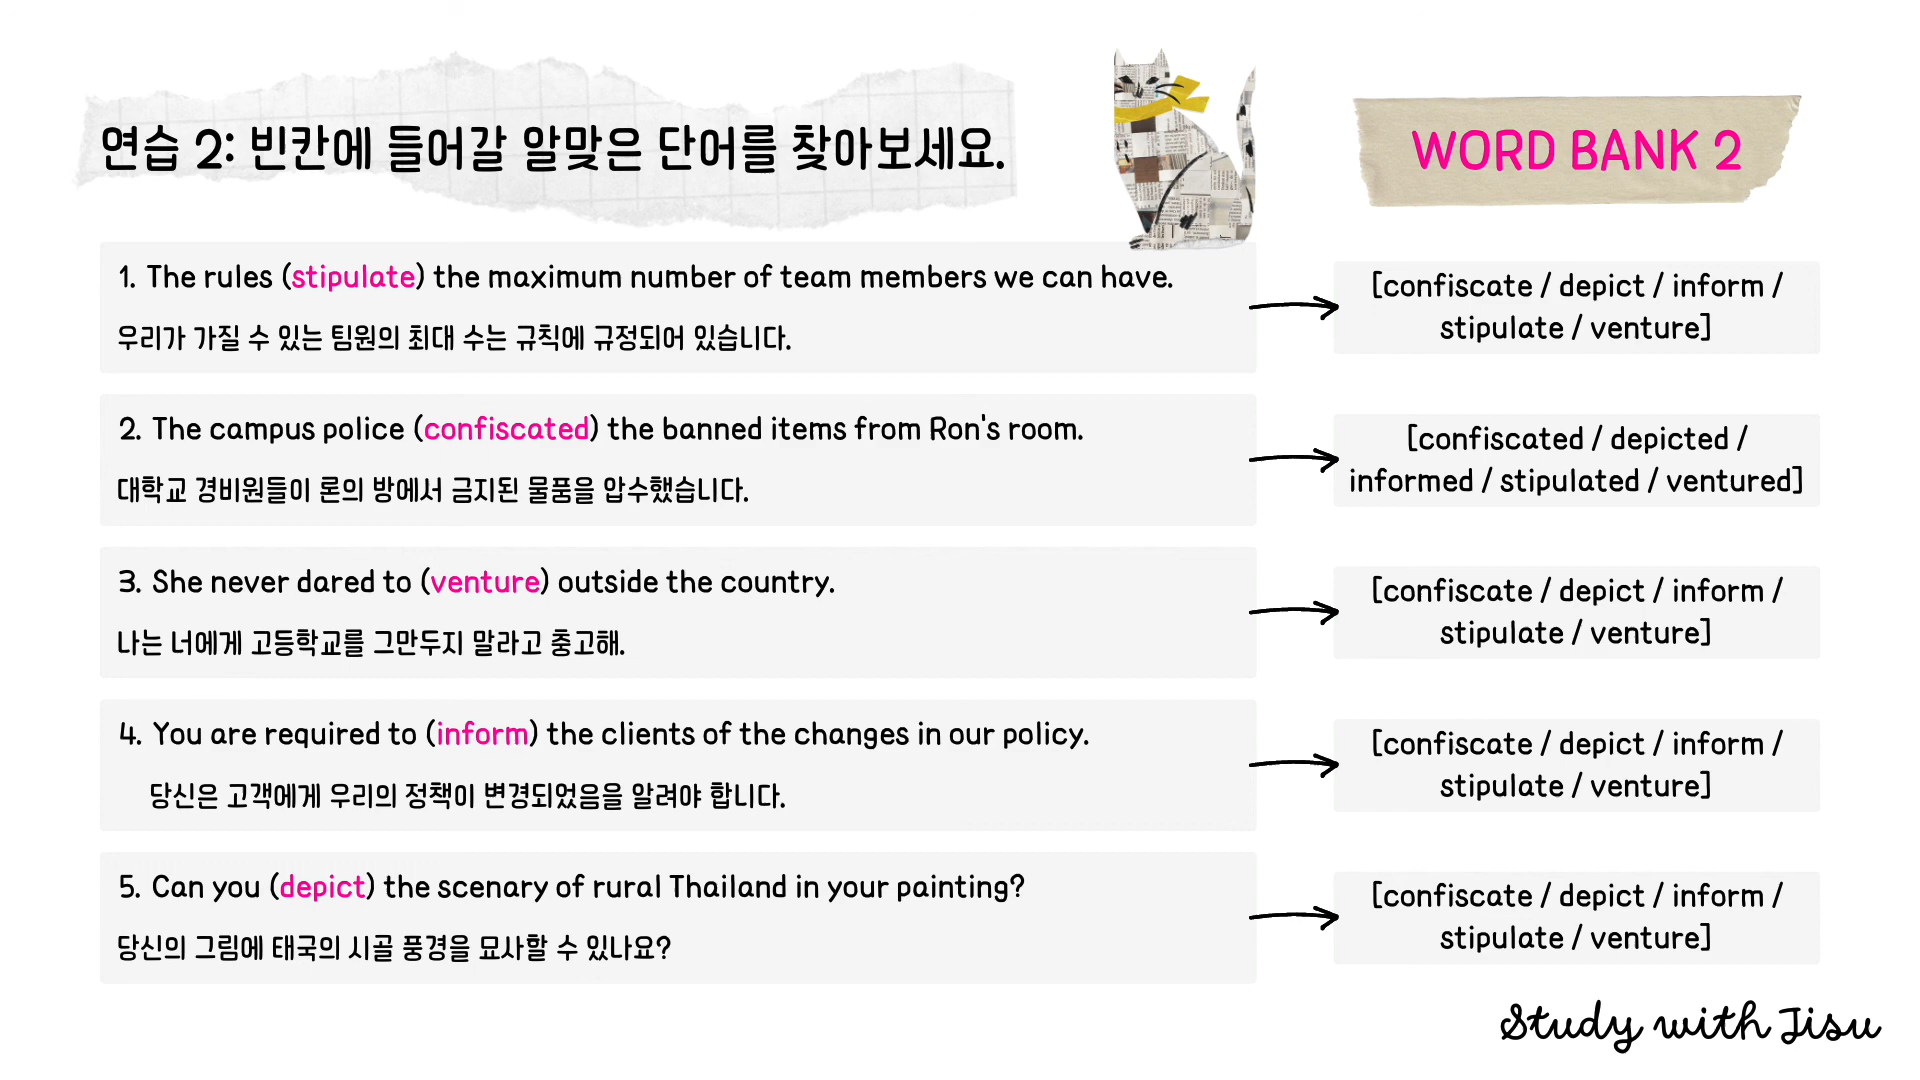 연습 2: 빈칸에 들어갈 알맞은 단어를 찾아보세요.
WORD BANK 2
1. The rules (stipulate) the maximum number of team members we can have.
우리가 가질 수 있는 팀원의 최대 수는 규칙에 규정되어 있습니다.
[confiscate / depict / inform /
stipulate / venture]
2. The campus police (confiscated) the banned items from Ron's room.
대학교 경비원들이 론의 방에서 금지된 물품을 압수했습니다.
[confiscated / depicted /
informed / stipulated / ventured]
3. She never dared to (venture) outside the country.
나는 너에게 고등학교를 그만두지 말라고 충고해.
[confiscate / depict / inform /
stipulate / venture]
4. You are required to (inform) the clients of the changes in our policy.
당신은 고객에게 우리의 정책이 변경되었음을 알려야 합니다.
[confiscate / depict / inform /
stipulate / venture]
5. Can you (depict) the scenary of rural Thailand in your painting?
당신의 그림에 태국의 시골 풍경을 묘사할 수 있나요?
[confiscate / depict / inform /
stipulate / venture]
Study with Jisu